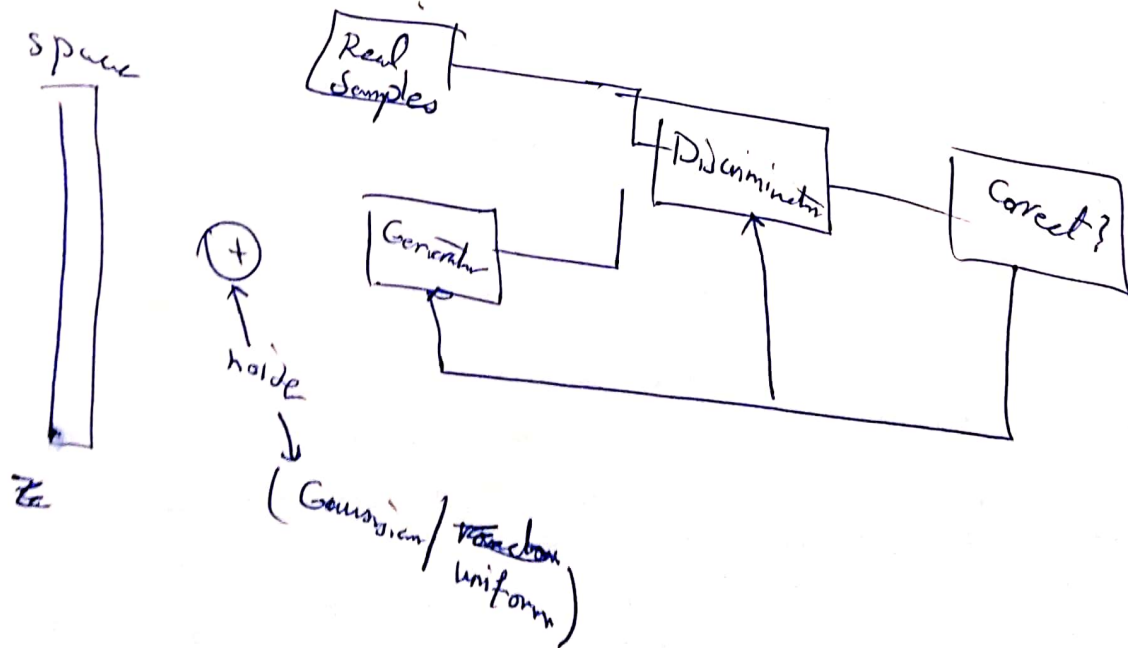 space
Real
Samples
Discriminator
Correct?
Generator
+
noise
Z
(Gaussian/
uniform)